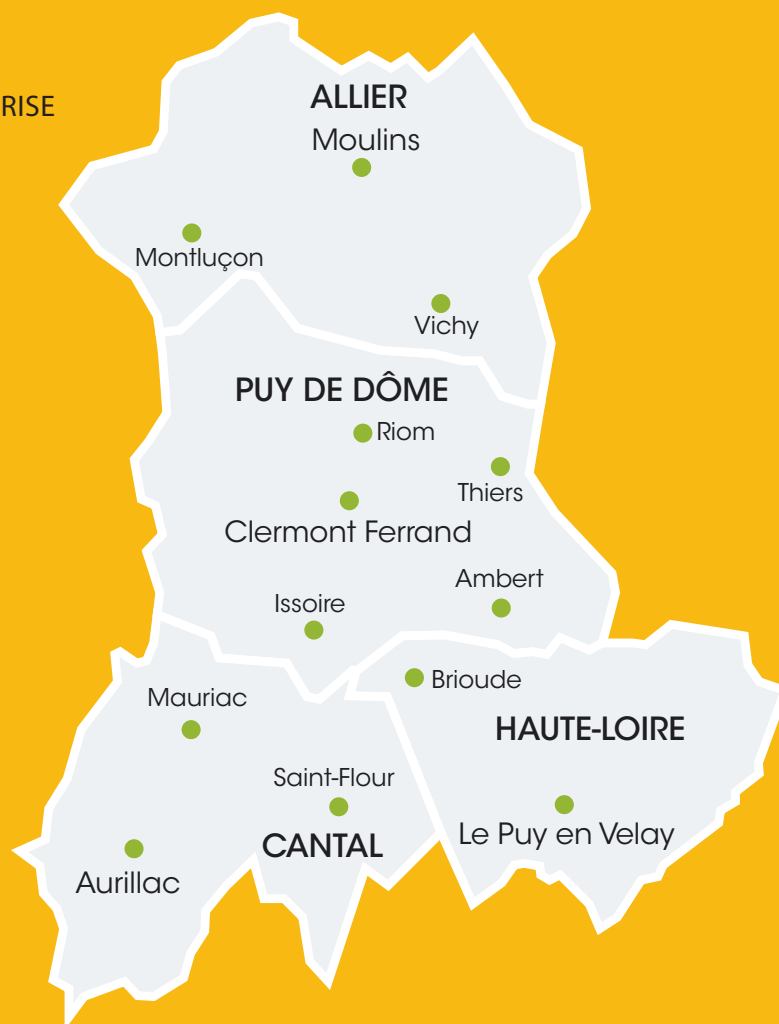 RISE
ALLIER
Moulins
Montluçon
Vichy
PUY DE DÔME
Riom
Thiers
Clermont Ferrand
Ambert
Issoire
Brioude
Mauriac
HAUTE-LOIRE
Saint-Flour
Le Puy en Velay
CANTAL
Aurillac